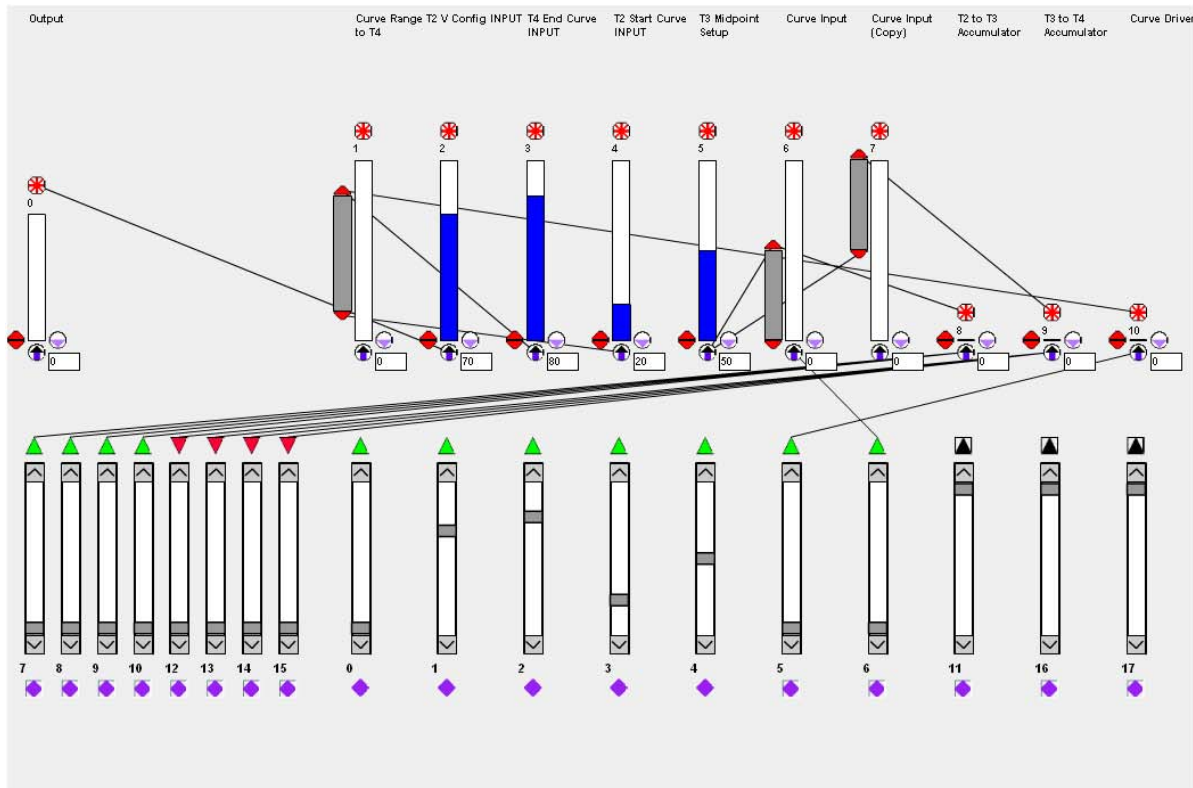 Output
Curve Range to T4
T2 V Config INPUT
T4 End Curve INPUT
T2 Start Curve INPUT
T3 Midpoint Setup
Curve Input
Curve Input (Copy)
T2 to T3 Accumulator
T3 to T4 Accumulator
Curve Driver
1 2 3 4 5 6 7
0
8 9 10
0 0 70 80 20 50 0 0 0 0 0
7 8 9 10 12 13 14 15 0 1 2 3 4 5 6 11 16 17